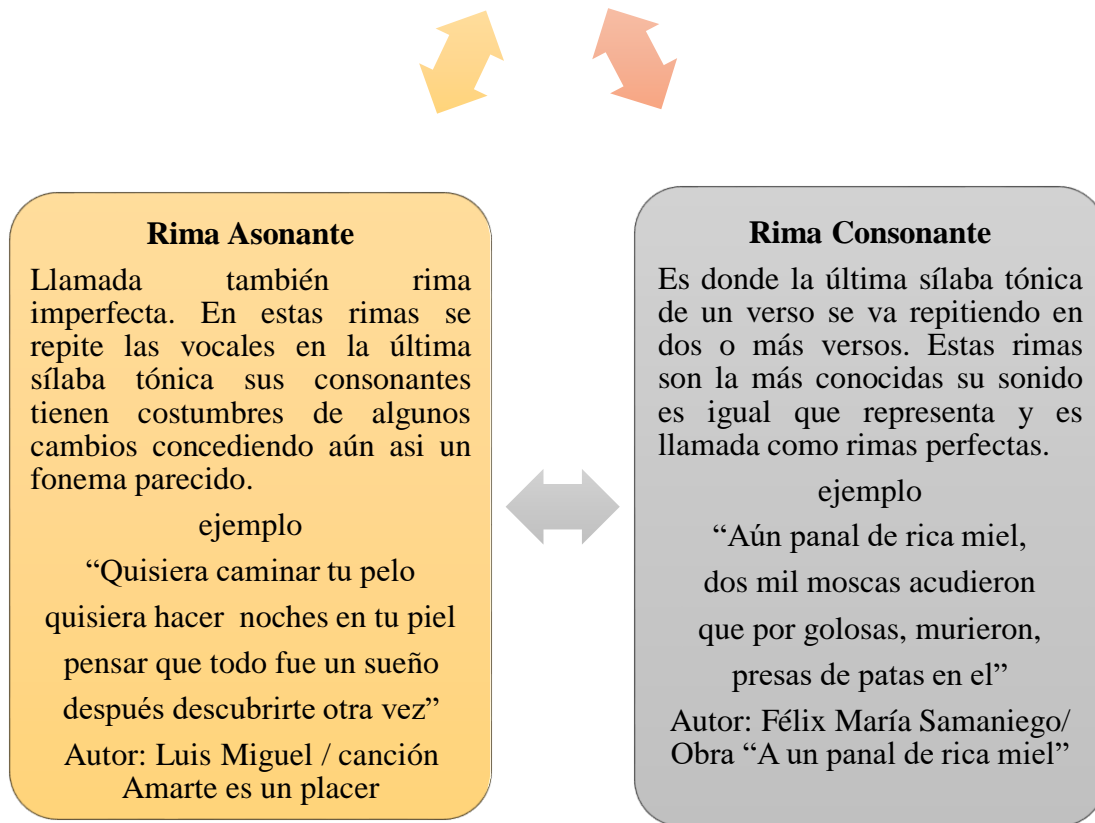 Rima Asonante
Llamada también rima
imperfecta. En estas rimas se
repite las vocales en la última
sílaba tónica sus consonantes
tienen costumbres de algunos
cambios concediendo aún asi un
fonema parecido.
ejemplo
“Quisiera caminar tu pelo
quisiera hacer noches en tu piel
pensar que todo fue un sueño
después descubrirte otra vez”
Autor: Luis Miguel / canción
Amarte es un placer
Rima Consonante
Es donde la última sílaba tónica
de un verso se va repitiendo en
dos o más versos. Estas rimas
son la más conocidas su sonido
es igual que representa y es
llamada como rimas perfectas.
ejemplo
“Aún panal de rica miel,
dos mil moscas acudieron
que por golosas, murieron,
presas de patas en el”
Autor: Félix María Samaniego/
Obra “A un panal de rica miel”